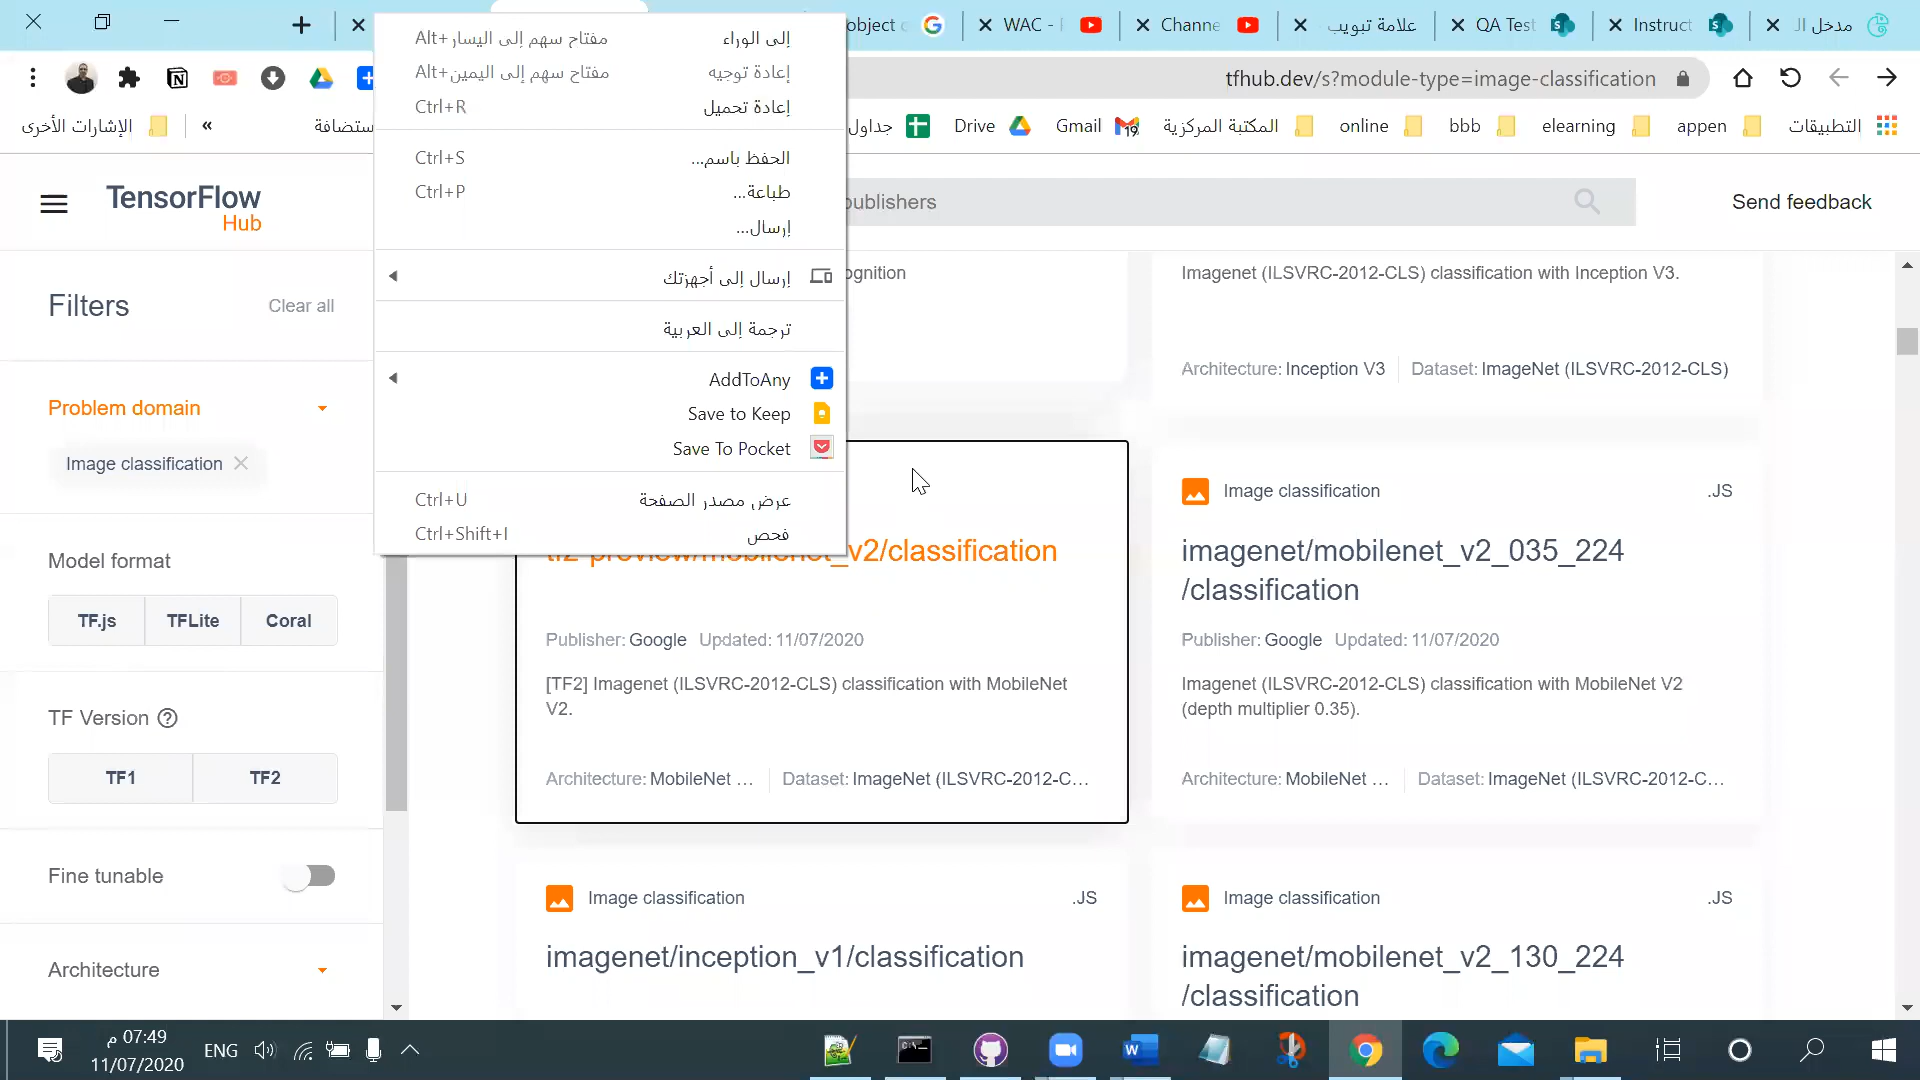 مدخل الـ
Instruct
QA Test
علامة تبويب
Channe
WAC -
object
tfhub.dev/s?module-type=image-classification
التطبيقات
appen
elearning
bbb
online
المكتبة المركزية
Gmail
Drive
جداول
ستضافة
«
الإشارات الأخرى
إلى الوراء Alt+مفتاح سهم إلى اليسار
إعادة توجيه Alt+مفتاح سهم إلى اليمين
إعادة تحميل Ctrl+R
الحفظ باسم... Ctrl+S
طباعة... Ctrl+P
إرسال...
إرسال إلى أجهزتك
ترجمة إلى العربية
AddToAny
Save to Keep
Save To Pocket
عرض مصدر الصفحة Ctrl+U
فحص Ctrl+Shift+I
TensorFlow
Hub
publishers
Send feedback
Filters
Clear all
Problem domain
Image classification
Model format
TF.js TFLite Coral
TF Version
TF1 TF2
Fine tunable
Architecture
ognition
Imagenet (ILSVRC-2012-CLS) classification with Inception V3.
Architecture: Inception V3 Dataset: ImageNet (ILSVRC-2012-CLS)
tf2-preview/mobilenet_v2/classification
Publisher: Google Updated: 11/07/2020
[TF2] Imagenet (ILSVRC-2012-CLS) classification with MobileNet
V2.
Architecture: MobileNet ... Dataset: ImageNet (ILSVRC-2012-C...
Image classification .JS
imagenet/mobilenet_v2_035_224
/classification
Publisher: Google Updated: 11/07/2020
Imagenet (ILSVRC-2012-CLS) classification with MobileNet V2
(depth multiplier 0.35).
Architecture: MobileNet ... Dataset: ImageNet (ILSVRC-2012-C...
Image classification .JS
imagenet/inception_v1/classification
Image classification .JS
imagenet/mobilenet_v2_130_224
/classification
07:49 م
11/07/2020
ENG